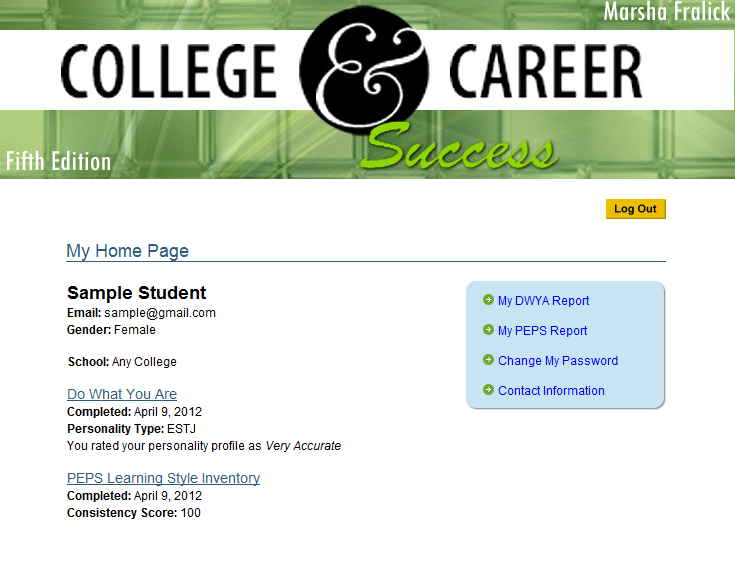 Marsha Fralick
COLLEGE & CAREER
Success
Fifth Edition
Log Out
My Home Page
Sample Student
Email: sample@gmail.com
Gender: Female
School: Any College
Do What You Are
Completed: April 9, 2012
Personality Type: ESTJ
You rated your personality profile as Very Accurate
PEPS Learning Style Inventory
Completed: April 9, 2012
Consistency Score: 100
My DWYA Report
My PEPS Report
Change My Password
Contact Information